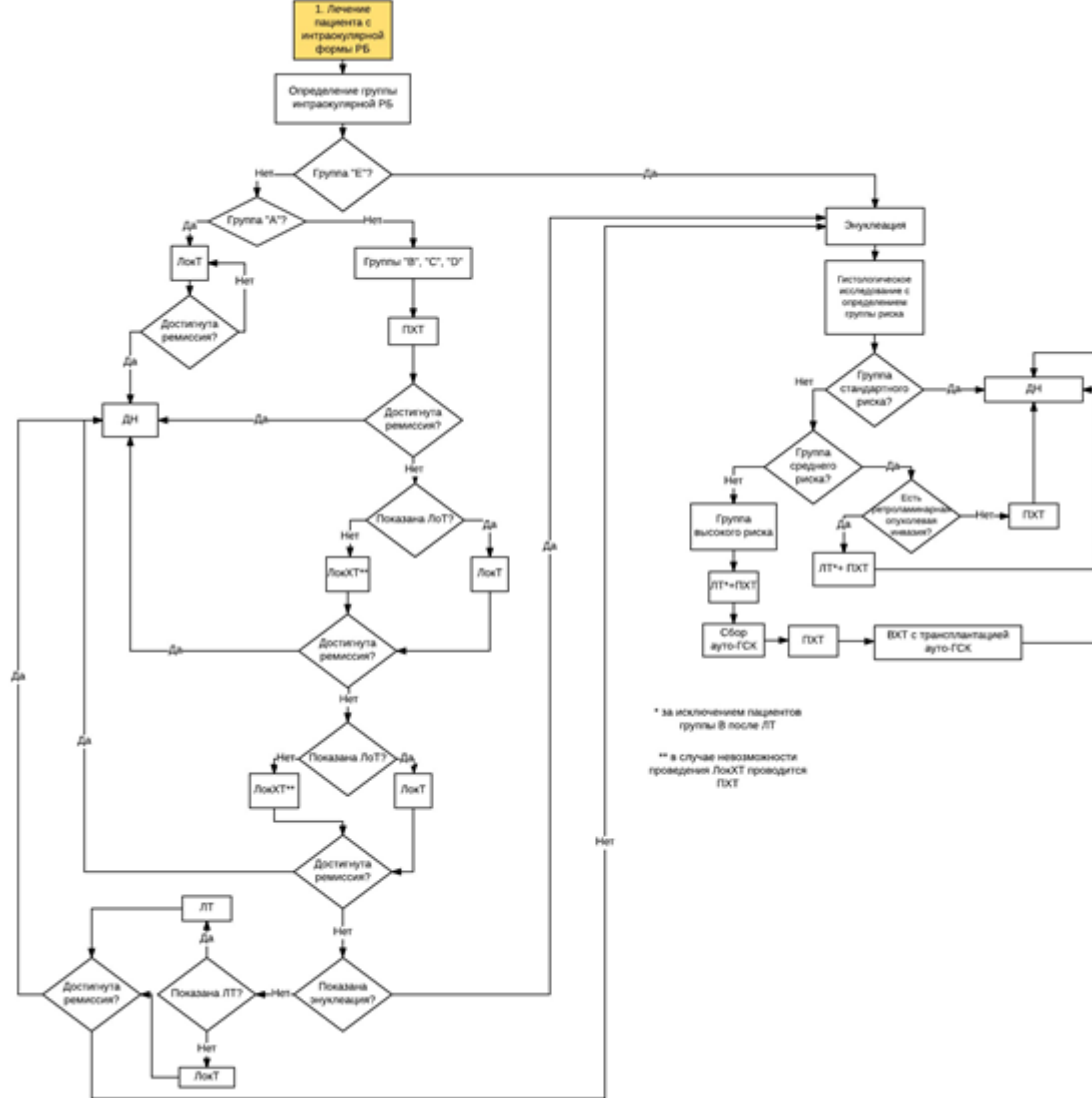 1. Лечение
пациента с
интраокулярной
формы РБ
Определение группы
интраокулярной РБ
Группа "Е"?
Нет
Да
Группа "А"?
Да
Нет
ЛокТ
Нет
Достигнута
ремиссия?
Да
Группы "В", "С", "D"
ПХТ
Достигнута
ремиссия?
Да
ДН
Нет
Показана ЛоТ?
Нет
Да
ЛокХТ**
ЛокТ
Достигнута
ремиссия?
Да
Нет
Показана ЛоТ?
Нет
Да
ЛокХТ**
ЛокТ
Достигнута
ремиссия?
Да
Нет
Показана
энуклеация?
Да
Нет
Показана ЛТ?
Да
ЛТ
Нет
ЛокТ
Достигнута
ремиссия?
Да
Нет
Энуклеация
Гистологическое
исследование с
определением
группы риска
Группа
стандартного
риска?
Нет
Да
ДН
Группа
среднего
риска?
Нет
Да
Есть
ретроламинарная
опухолевая
инвазия?
Да
Нет
ПХТ
ЛТ*+ ПХТ
Группа
высокого риска
ЛТ*+ПХТ
Сбор
ауто-ГСК
ПХТ
ВХТ с трансплантацией
ауто-ГСК
* за исключением пациентов
группы В после ЛТ
** в случае невозможности
проведения ЛокХТ проводится
ПХТ